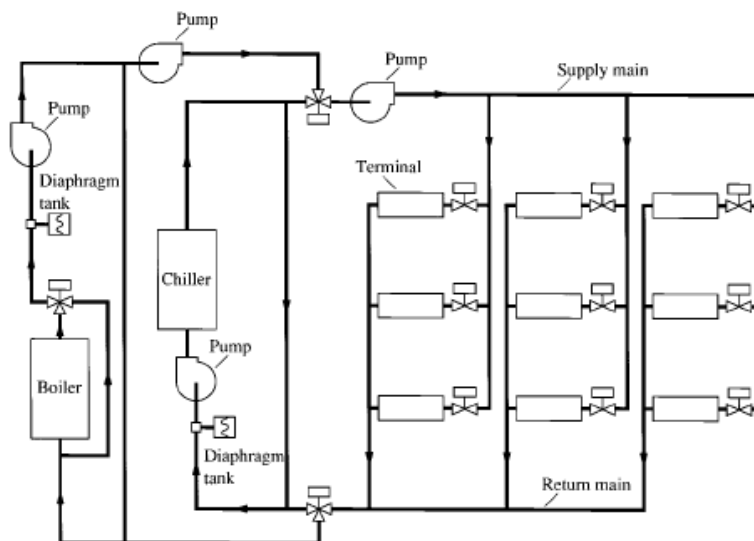 Pump
Pump
Supply main
Pump
Diaphragm
tank
Terminal
Chiller
Pump
Boiler
Diaphragm
tank
Return main